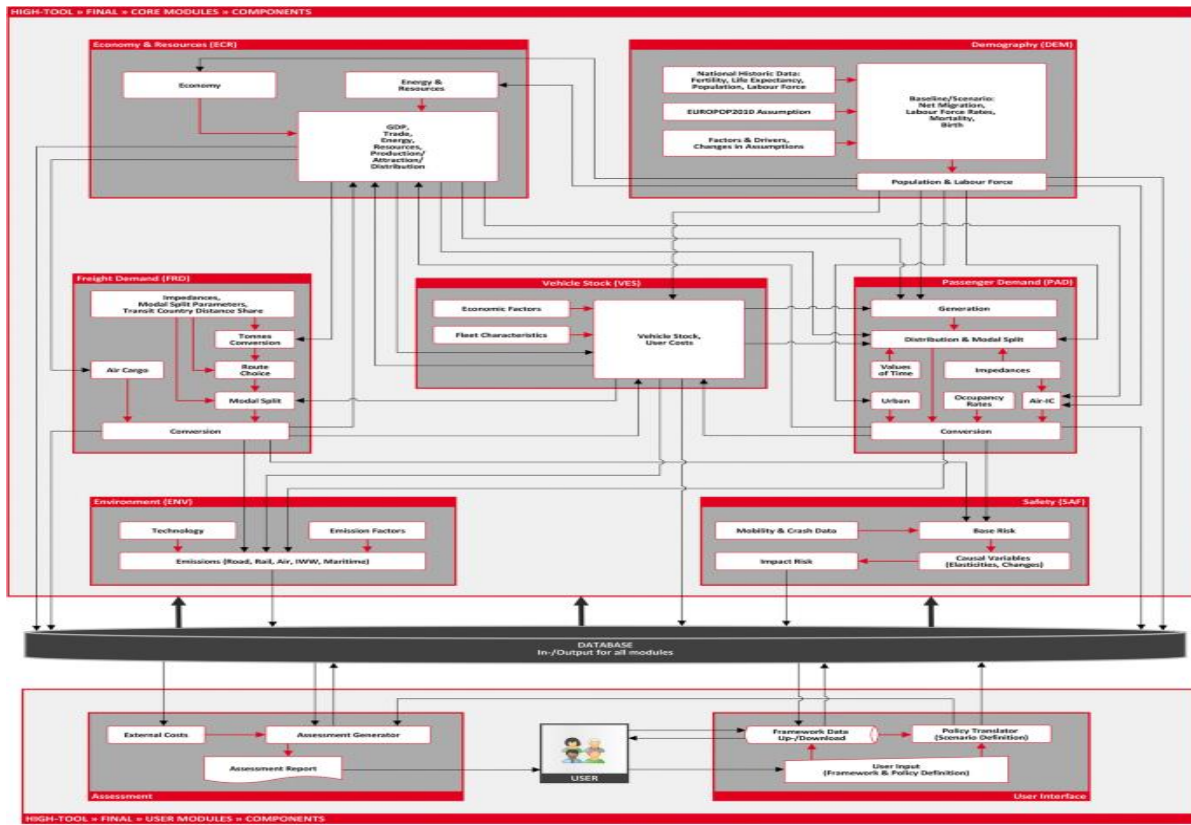 HIGH-TOOL » FINAL » CORE MODULES » COMPONENTS
Economy & Resources (ECR)
Economy
Energy &
Resources
GDP,
Trade,
Energy,
Resources,
Production/
Attraction/
Distribution
Demography (DEM)
National Historic Data:
Fertility, Life Expectancy,
Population, Labour Force
EUROPOP2010 Assumption
Factors & Drivers,
Changes in Assumptions
Baseline/Scenario:
Net Migration,
Labour Force Rates,
Mortality,
Birth
Population & Labour Force
Freight Demand (FRD)
Impedances,
Modal Split Parameters,
Transit Country Distance Share
Tonnes
Conversion
Air Cargo
Route
Choice
Modal Split
Conversion
Vehicle Stock (VES)
Economic Factors
Fleet Characteristics
Vehicle Stock,
User Costs
Passenger Demand (PAD)
Generation
Distribution & Modal Split
Values
of Time
Impedances
Urban
Occupancy
Rates
Air-IC
Conversion
Environment (ENV)
Technology
Emission Factors
Emissions (Road, Rail, Air, IWW, Maritime)
Safety (SAF)
Mobility & Crash Data
Base Risk
Impact Risk
Causal Variables
(Elasticities, Changes)
DATABASE
In-/Output for all modules
External Costs
Assessment Generator
Assessment Report
Assessment
USER
Framework Data
Up-/Download
Policy Translator
(Scenario Definition)
User Input
(Framework & Policy Definition)
User Interface
HIGH-TOOL » FINAL » USER MODULES » COMPONENTS